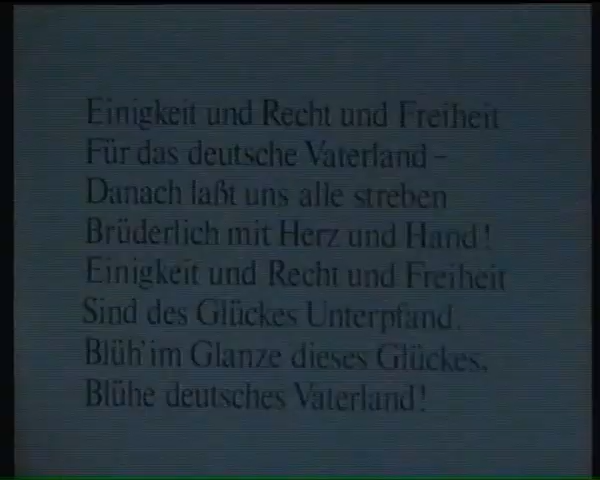 Einigkeit und Recht und Freiheit
Für das deutsche Vaterland –
Danach laßt uns alle streben
Brüderlich mit Herz und Hand!
Einigkeit und Recht und Freiheit
Sind des Glückes Unterpfand.
Blüh' im Glanze dieses Glückes,
Blühe deutsches Vaterland!